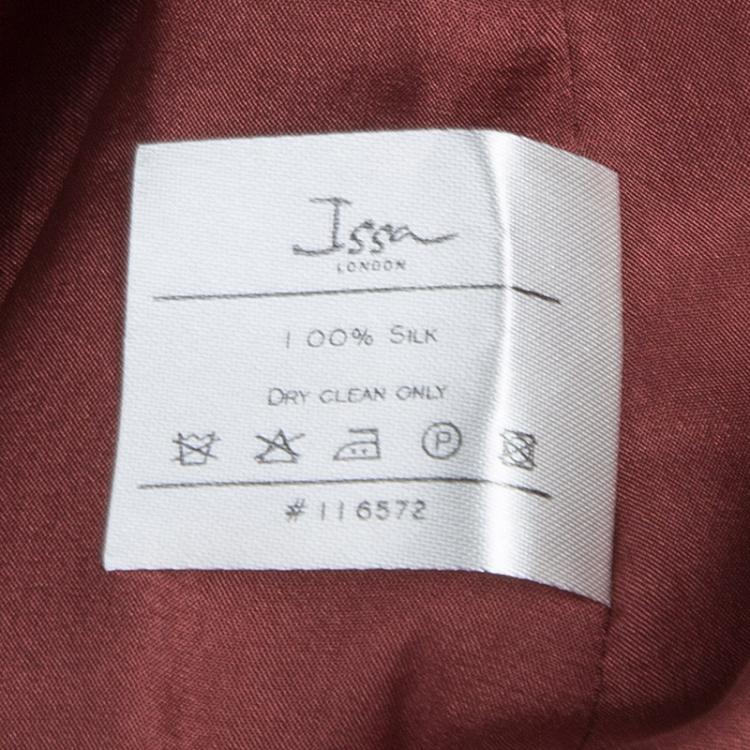 Issa
LONDON
100% SILK
DRY CLEAN ONLY
P
#116572